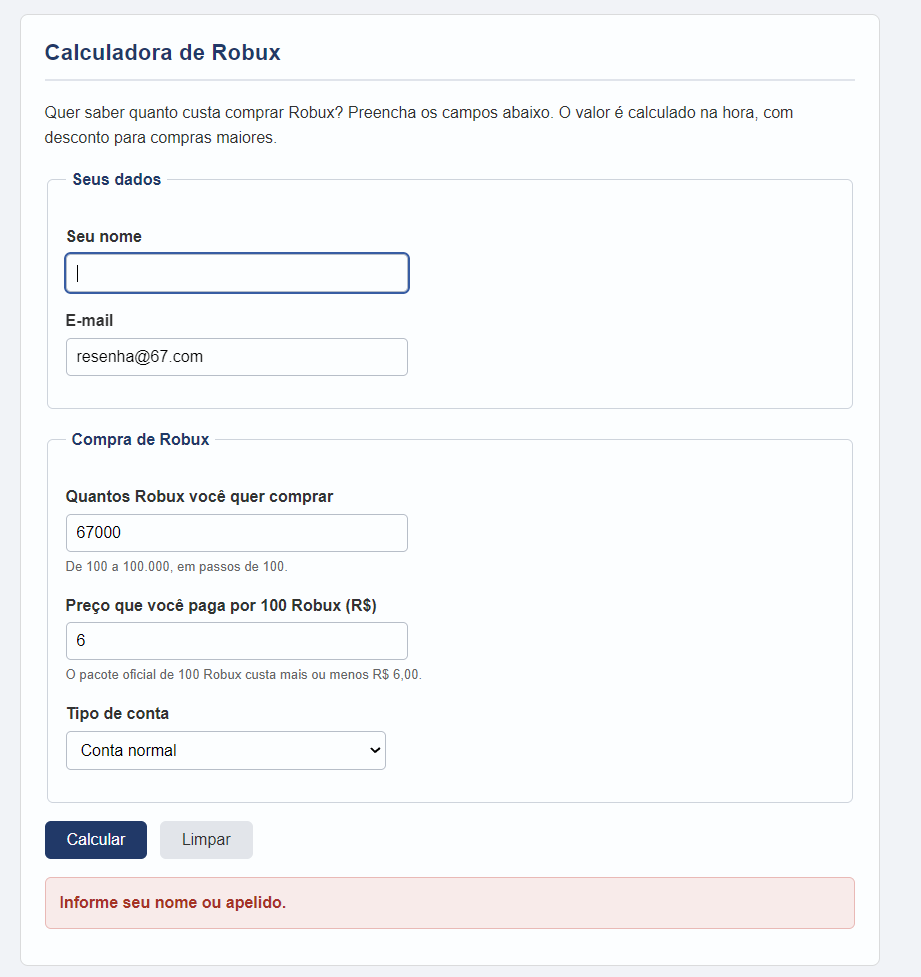 Calculadora de Robux
Quer saber quanto custa comprar Robux? Preencha os campos abaixo. O valor é calculado na hora, com
desconto para compras maiores.
Seus dados
Seu nome
E-mail
resenha@67.com
Compra de Robux
Quantos Robux você quer comprar
67000
De 100 a 100.000, em passos de 100.
Preço que você paga por 100 Robux (R$)
6
O pacote oficial de 100 Robux custa mais ou menos R$ 6,00.
Tipo de conta
Conta normal
Calcular Limpar
Informe seu nome ou apelido.